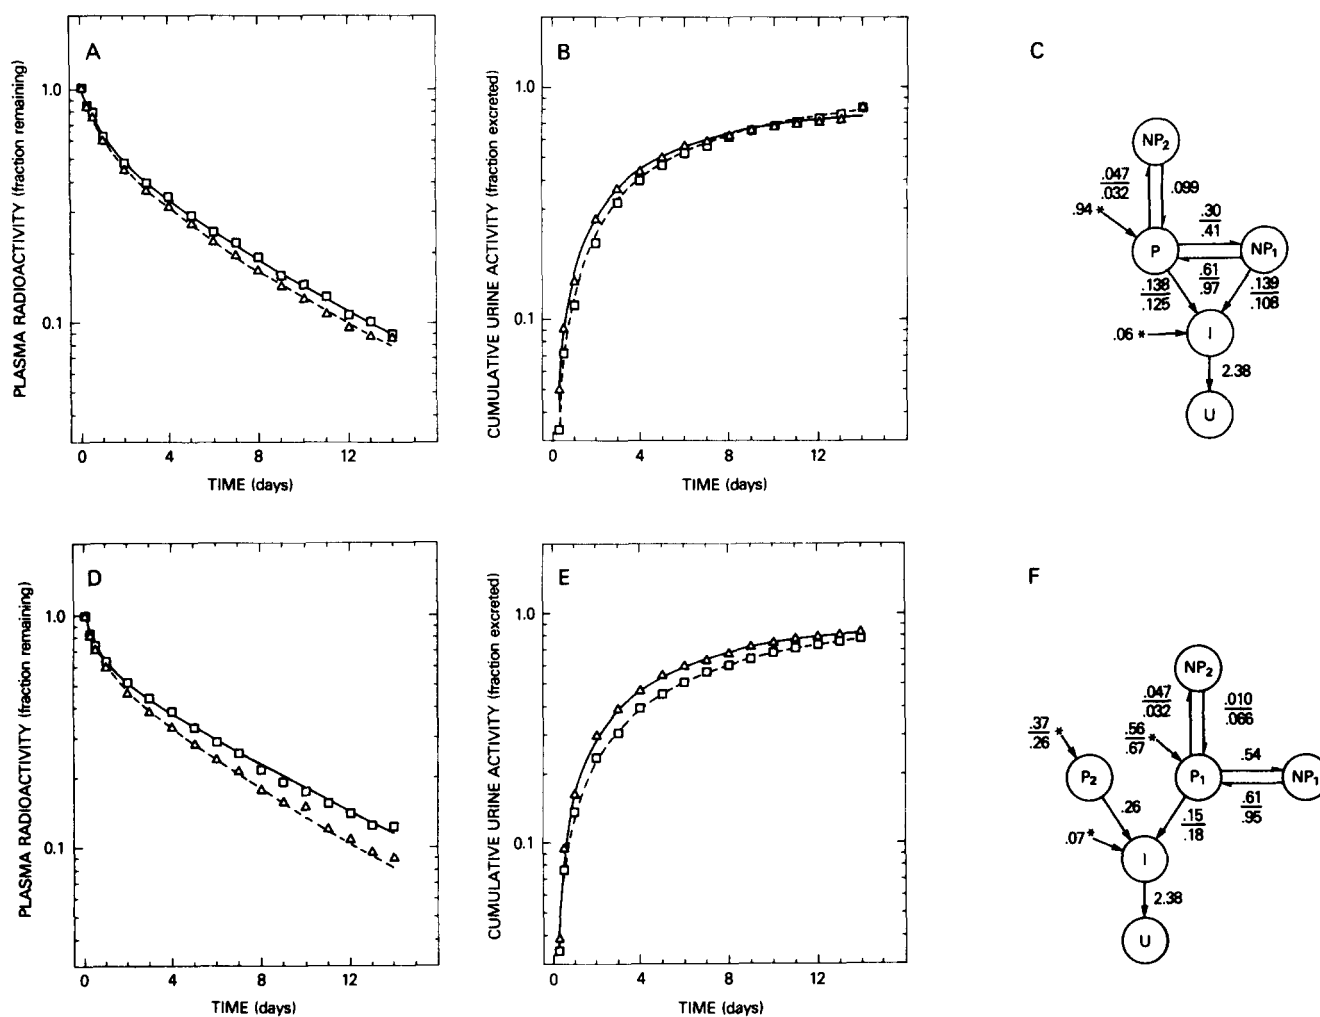 A
PLASMA RADIOACTIVITY (fraction remaining)
1.0
0.1
0 4 8 12
TIME (days)
B
CUMULATIVE URINE ACTIVITY (fraction excreted)
1.0
0.1
0 4 8 12
TIME (days)
C
NP2
.047
.032
.099
.94*
.30
.41
P
NP1
.61
.97
.138
.125
.139
.108
.06*
I
2.38
U
D
PLASMA RADIOACTIVITY (fraction remaining)
1.0
0.1
0 4 8 12
TIME (days)
E
CUMULATIVE URINE ACTIVITY (fraction excreted)
1.0
0.1
0 4 8 12
TIME (days)
F
NP2
.047
.032
.010
.066
.37
.26*
.56
.67*
.54
P2
P1
NP1
.26
.61
.95
.15
.18
.07*
I
2.38
U